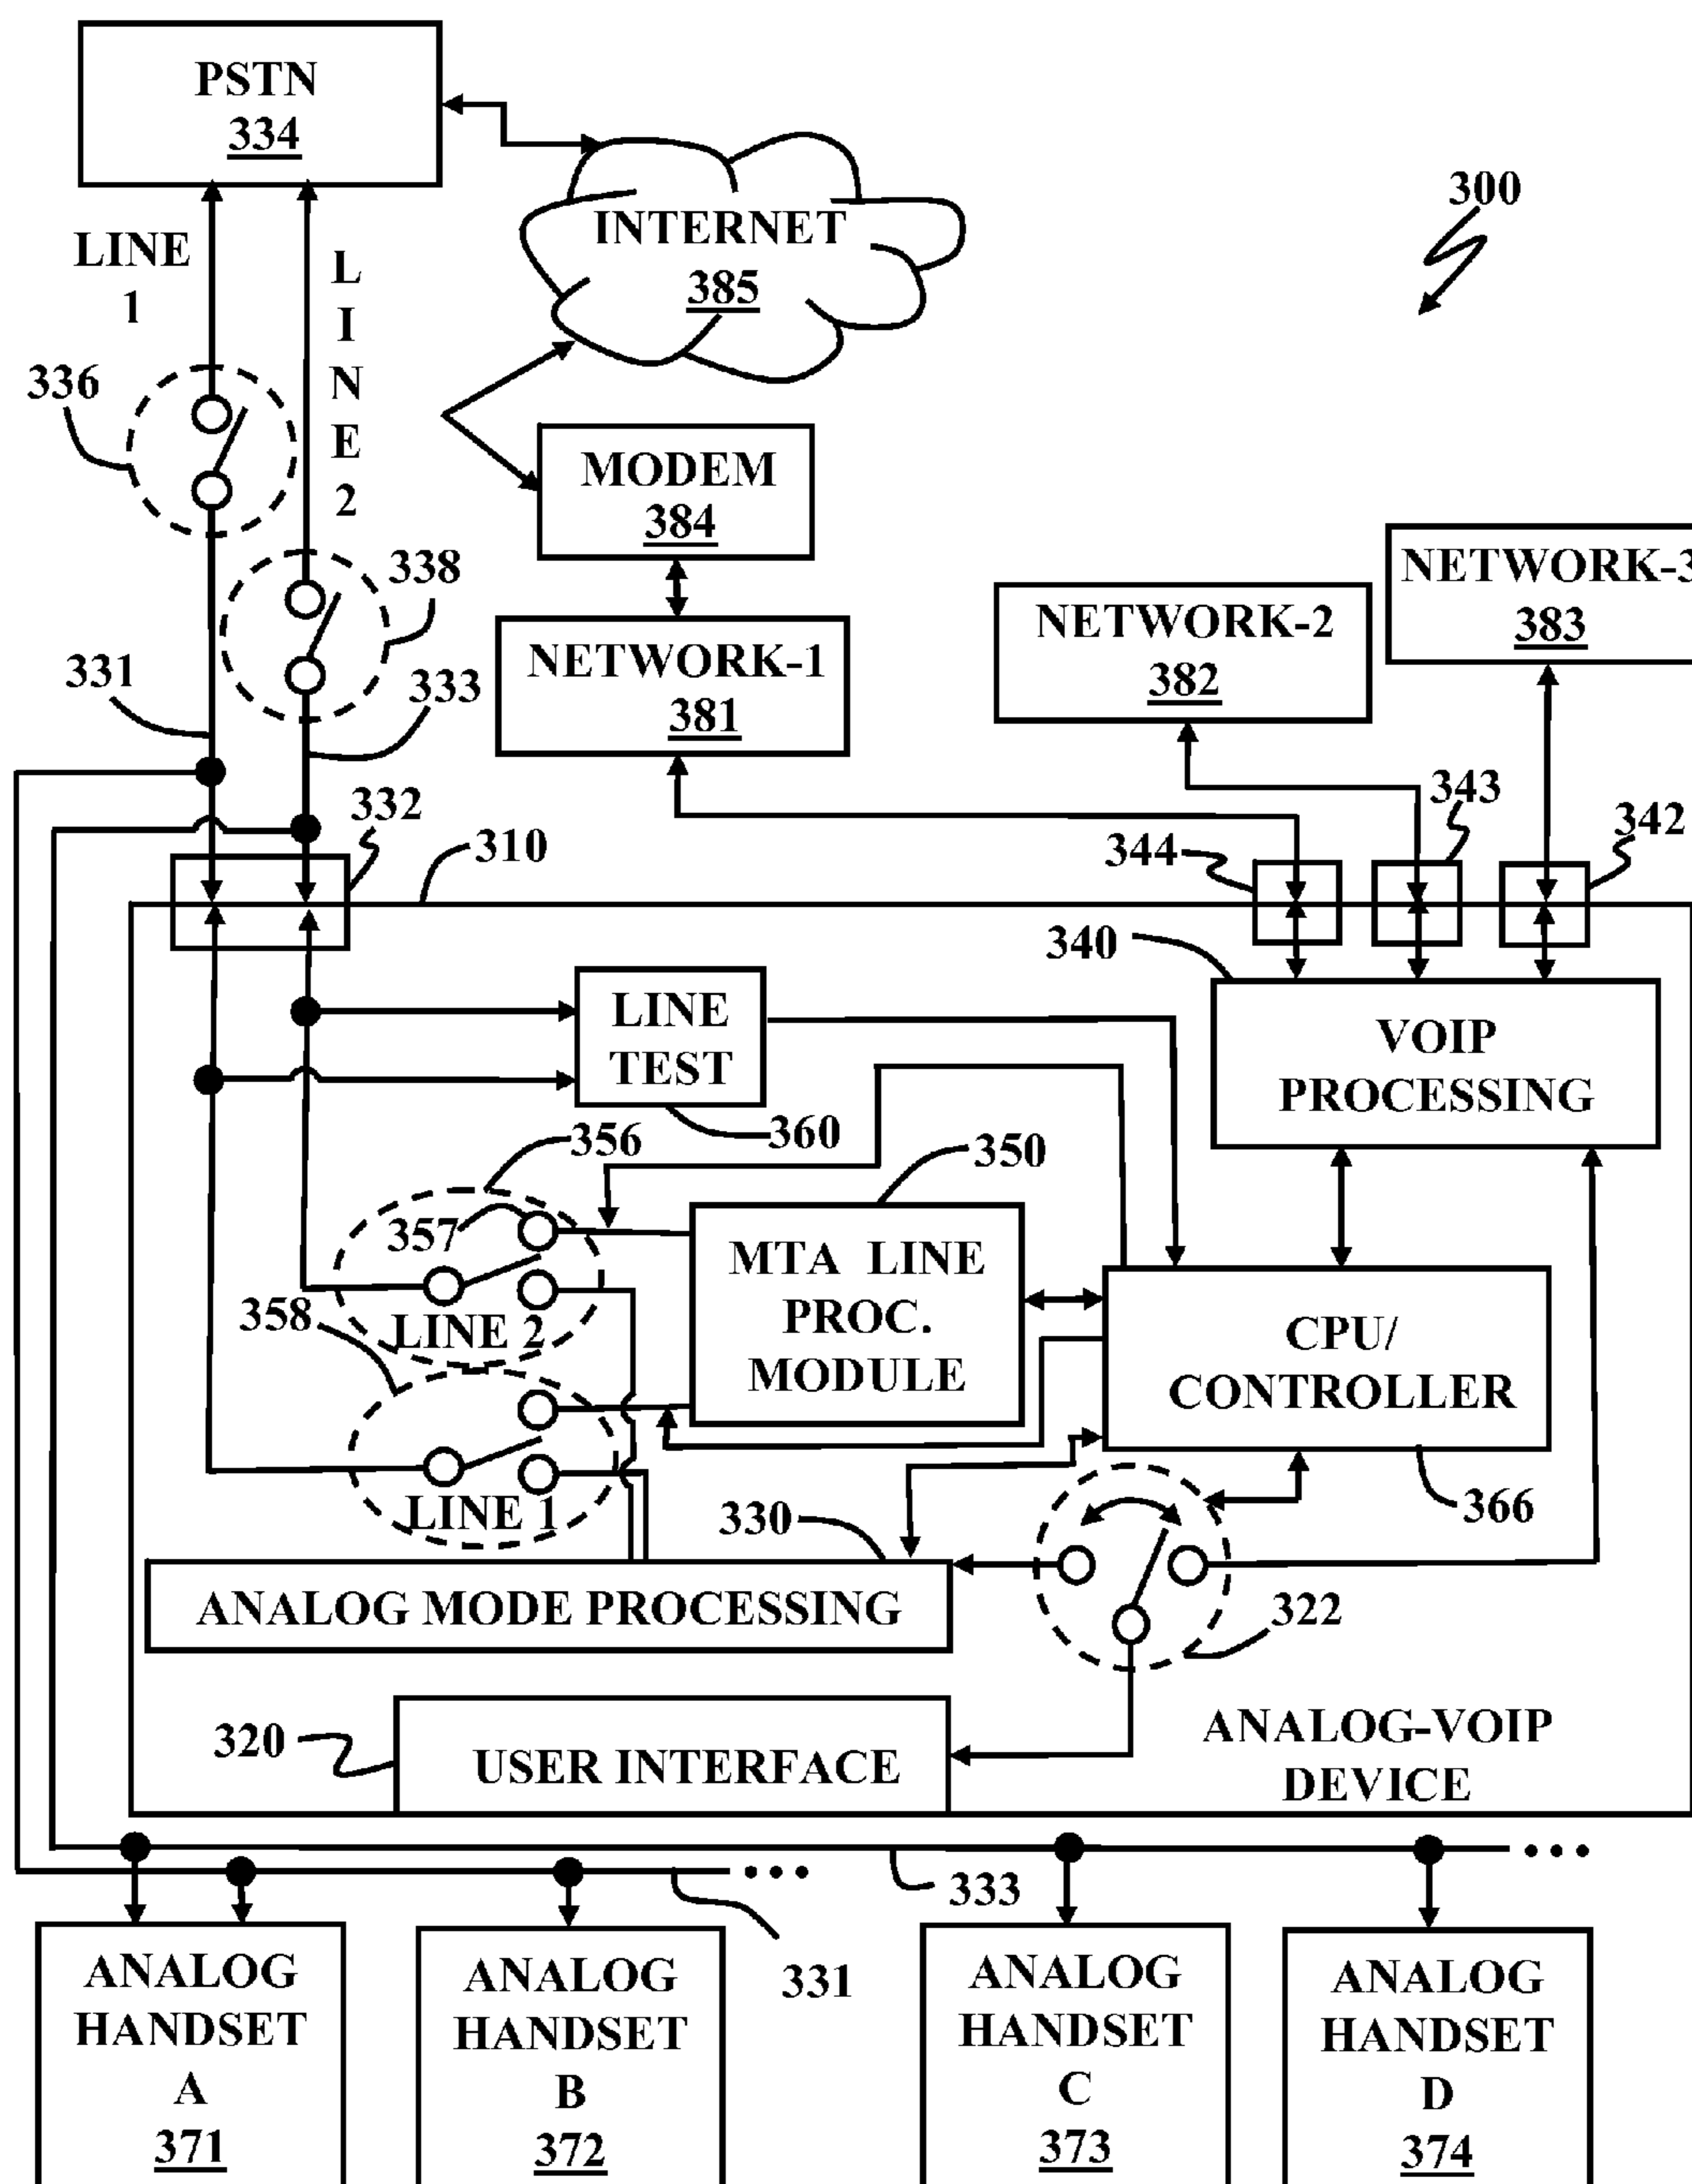 PSTN
334
300
LINE
1
L
I
N
E
2
INTERNET
385
336
MODEM
384
338
NETWORK-3
383
NETWORK-2
382
NETWORK-1
381
331
333
332
310
343
342
344
340
LINE
TEST
VOIP
PROCESSING
360
356
350
357
MTA LINE
PROC.
MODULE
358
LINE 2
CPU/
CONTROLLER
LINE 1
330
366
ANALOG MODE PROCESSING
322
320
USER INTERFACE
ANALOG-VOIP
DEVICE
...
...
333
331
ANALOG
HANDSET
A
371
ANALOG
HANDSET
B
372
ANALOG
HANDSET
C
373
ANALOG
HANDSET
D
374